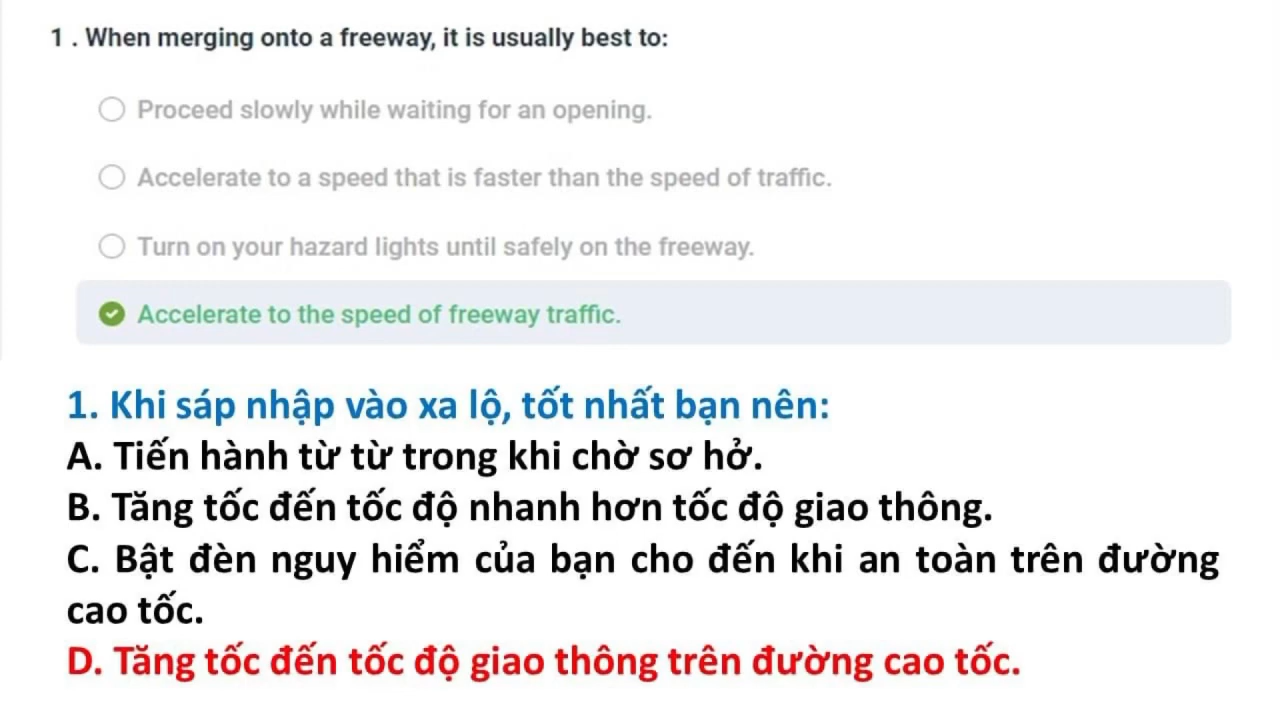 1 . When merging onto a freeway, it is usually best to:
Proceed slowly while waiting for an opening.
Accelerate to a speed that is faster than the speed of traffic.
Turn on your hazard lights until safely on the freeway.
Accelerate to the speed of freeway traffic.
1. Khi sáp nhập vào xa lộ, tốt nhất bạn nên:
A. Tiến hành từ từ trong khi chờ sơ hở.
B. Tăng tốc đến tốc độ nhanh hơn tốc độ giao thông.
C. Bật đèn nguy hiểm của bạn cho đến khi an toàn trên đường
cao tốc.
D. Tăng tốc đến tốc độ giao thông trên đường cao tốc.